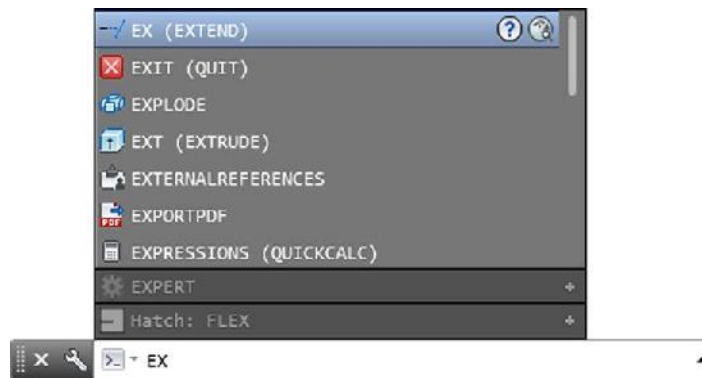 EX (EXTEND)
EXIT (QUIT)
EXPLODE
EXT (EXTRUDE)
EXTERNALREFERENCES
EXPORTPDF
EXPRESSIONS (QUICKCALC)
EXPERT +
Hatch: FLEX +
EX